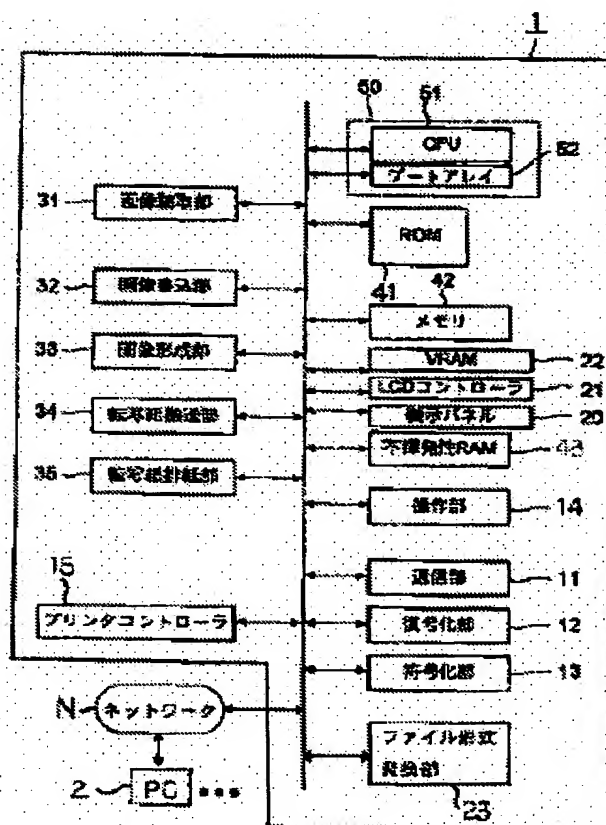 1
50
51
CPU
52
ゲートアレイ
31
画像読取部
ROM
41
42
32
画像書込部
メモリ
33
画像形成部
VRAM
22
LCDコントローラ
21
34
転写紙搬送部
表示パネル
20
不揮発性RAM
43
35
転写紙排紙部
操作部
14
15
通信部
11
プリンタコントローラ
復号化部
12
符号化部
13
N
ネットワーク
ファイル形式
変換部
2
PC
•••
23